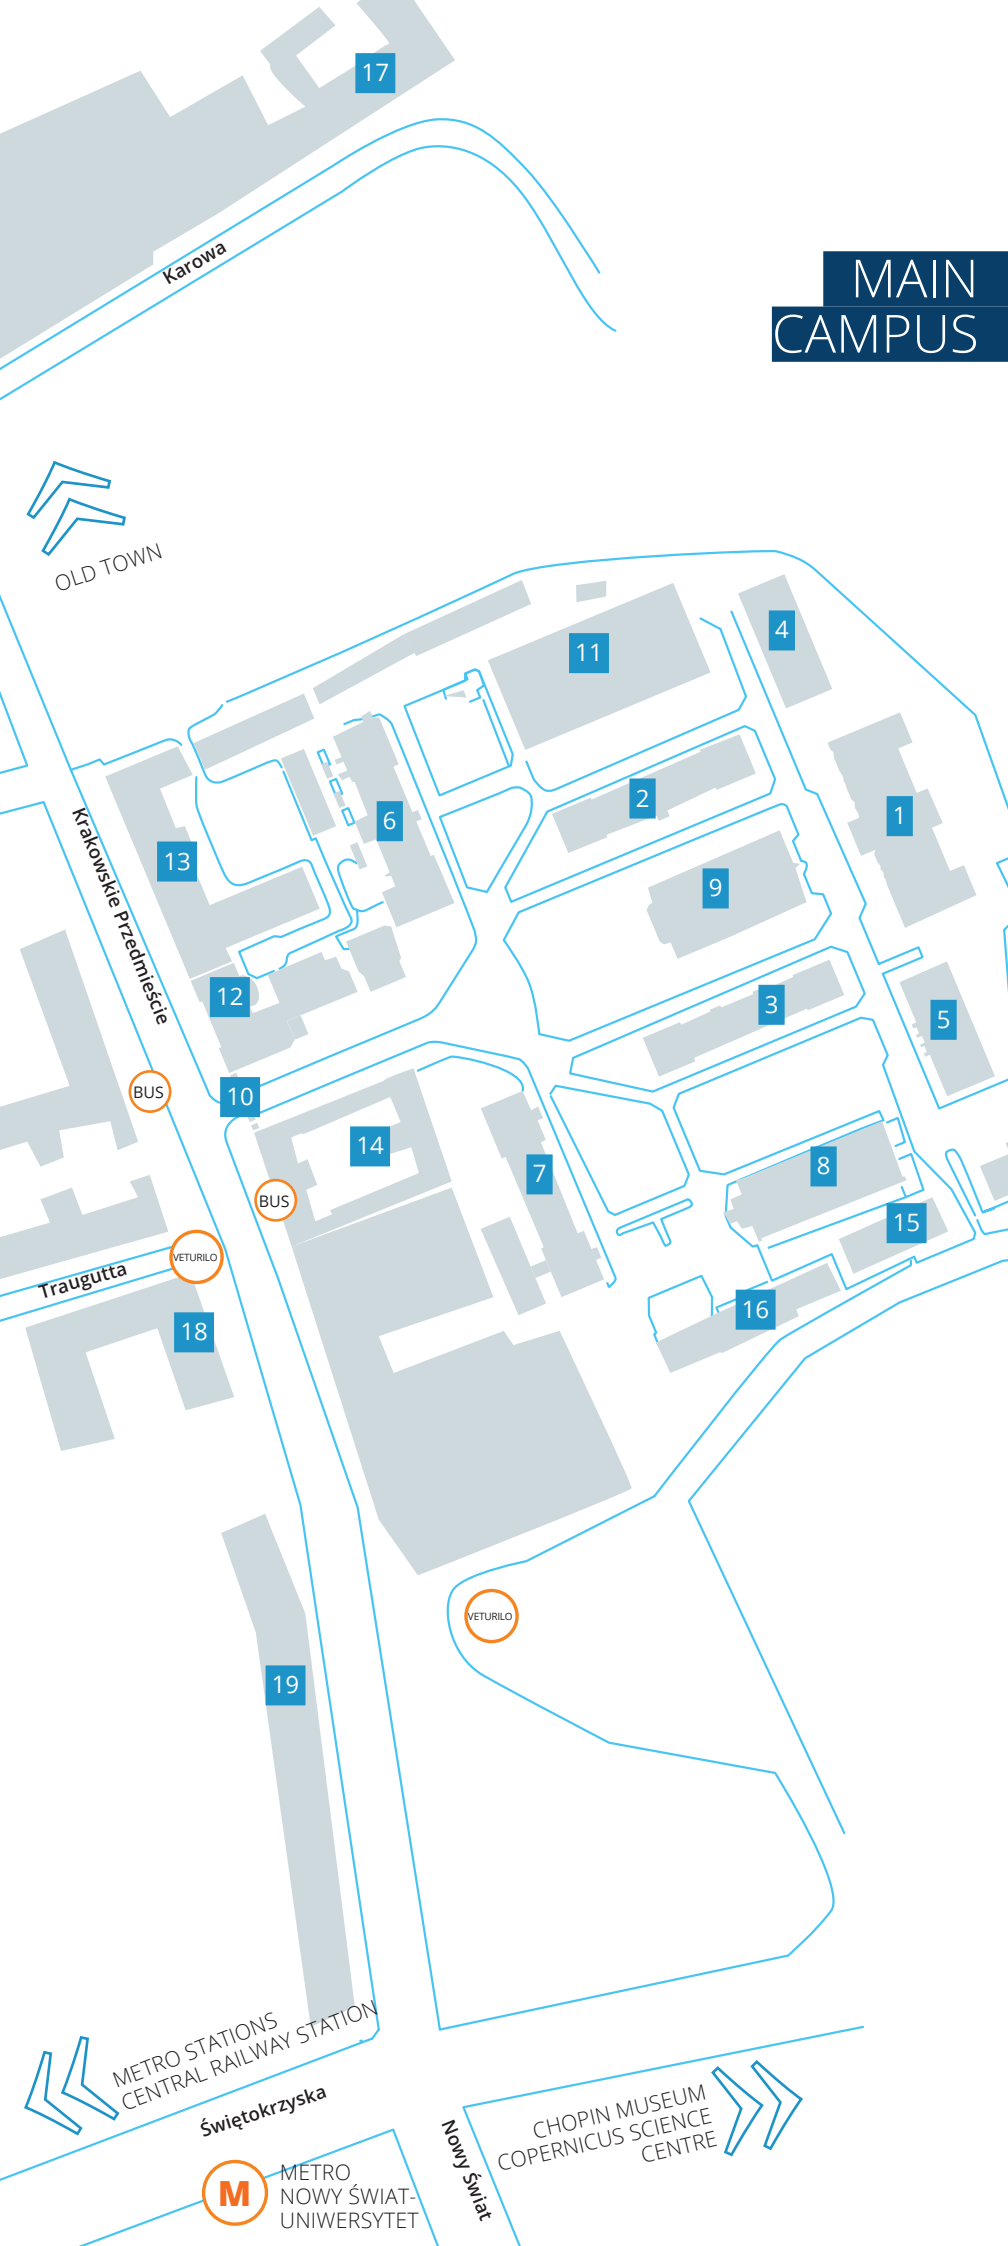 17
Karowa
MAIN
CAMPUS
OLD TOWN
4
11
2
1
6
13
9
Krakowskie Przedmieście
12
3
5
BUS
10
14
8
7
BUS
15
VETURILO
Traugutta
16
18
VETURILO
19
METRO STATIONS
CENTRAL RAILWAY STATION
Świętokrzyska
CHOPIN MUSEUM
COPERNICUS SCIENCE
CENTRE
Nowy Świat
M
METRO
NOWY ŚWIAT-
UNIWERSYTET